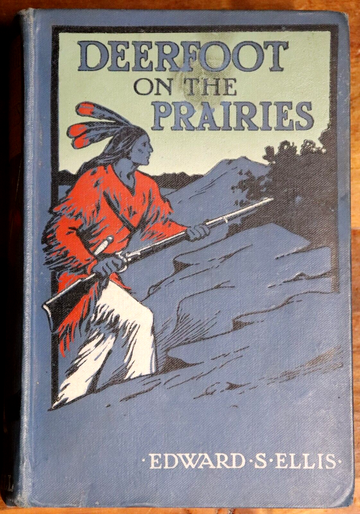 DEERFOOT
ON THE
PRAIRIES
·EDWARD·S·ELLIS·